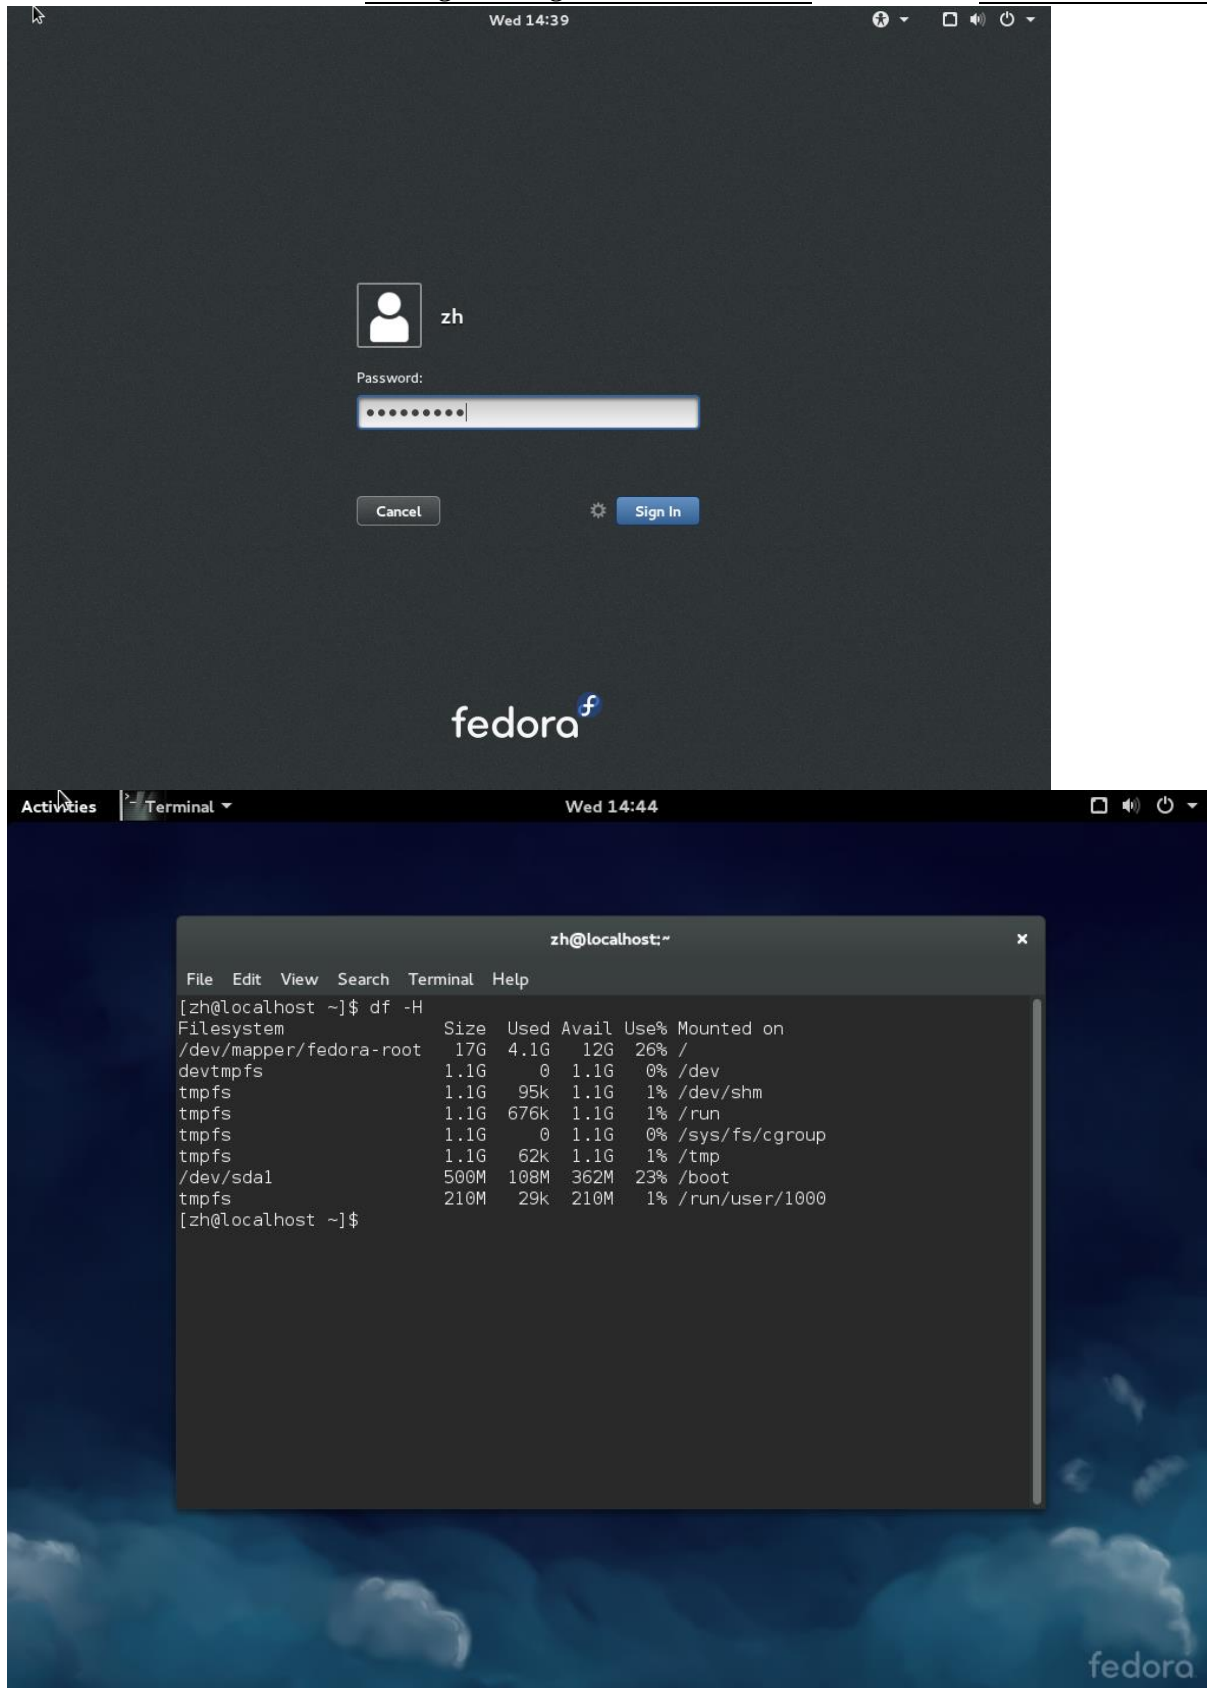 Wed 14:39
zh
Password:
Cancel
Sign In
fedora
Activities Terminal Wed 14:44
zh@localhost:~
File Edit View Search Terminal Help
[zh@localhost ~]$ df -H
Filesystem Size Used Avail Use% Mounted on
/dev/mapper/fedora-root 17G 4.1G 12G 26% /
devtmpfs 1.1G 0 1.1G 0% /dev
tmpfs 1.1G 95k 1.1G 1% /dev/shm
tmpfs 1.1G 676k 1.1G 1% /run
tmpfs 1.1G 0 1.1G 0% /sys/fs/cgroup
tmpfs 1.1G 62k 1.1G 1% /tmp
/dev/sda1 500M 108M 362M 23% /boot
tmpfs 210M 29k 210M 1% /run/user/1000
[zh@localhost ~]$
fedora